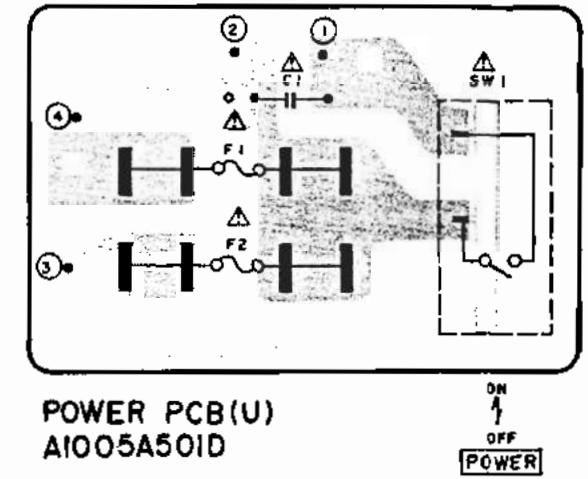 ② ①
C1
SW1
④
F1
F2
③
POWER PCB(U)
A1005A501D
ON
OFF
POWER